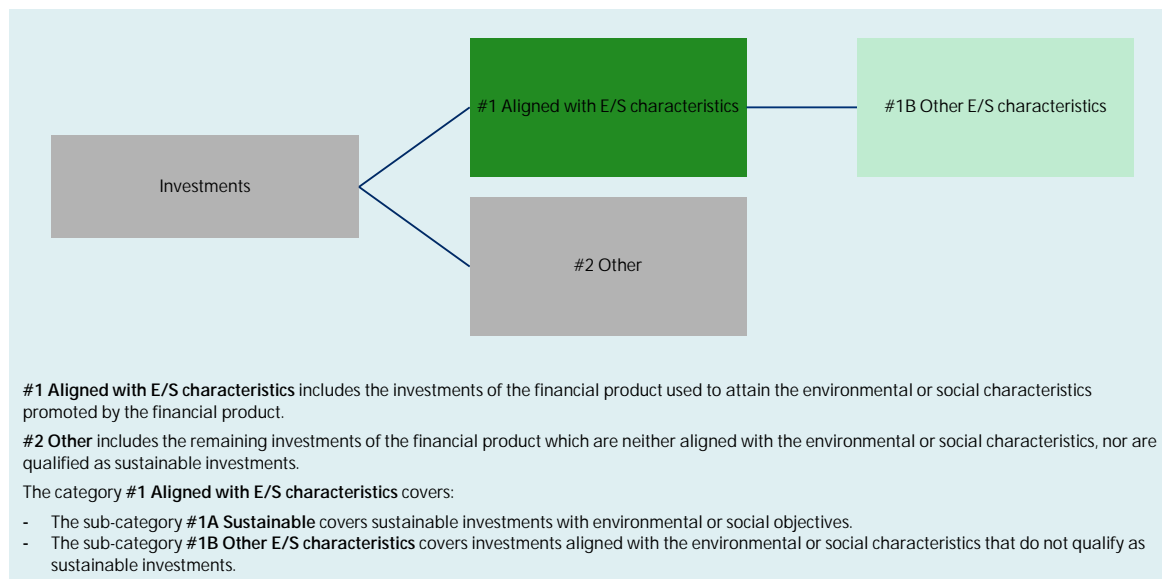 #1 Aligned with E/S characteristics
#1B Other E/S characteristics
Investments
#2 Other
#1 Aligned with E/S characteristics includes the investments of the financial product used to attain the environmental or social characteristics
promoted by the financial product.
#2 Other includes the remaining investments of the financial product which are neither aligned with the environmental or social characteristics, nor are
qualified as sustainable investments.
The category #1 Aligned with E/S characteristics covers:
- The sub-category #1A Sustainable covers sustainable investments with environmental or social objectives.
- The sub-category #1B Other E/S characteristics covers investments aligned with the environmental or social characteristics that do not qualify as
sustainable investments.